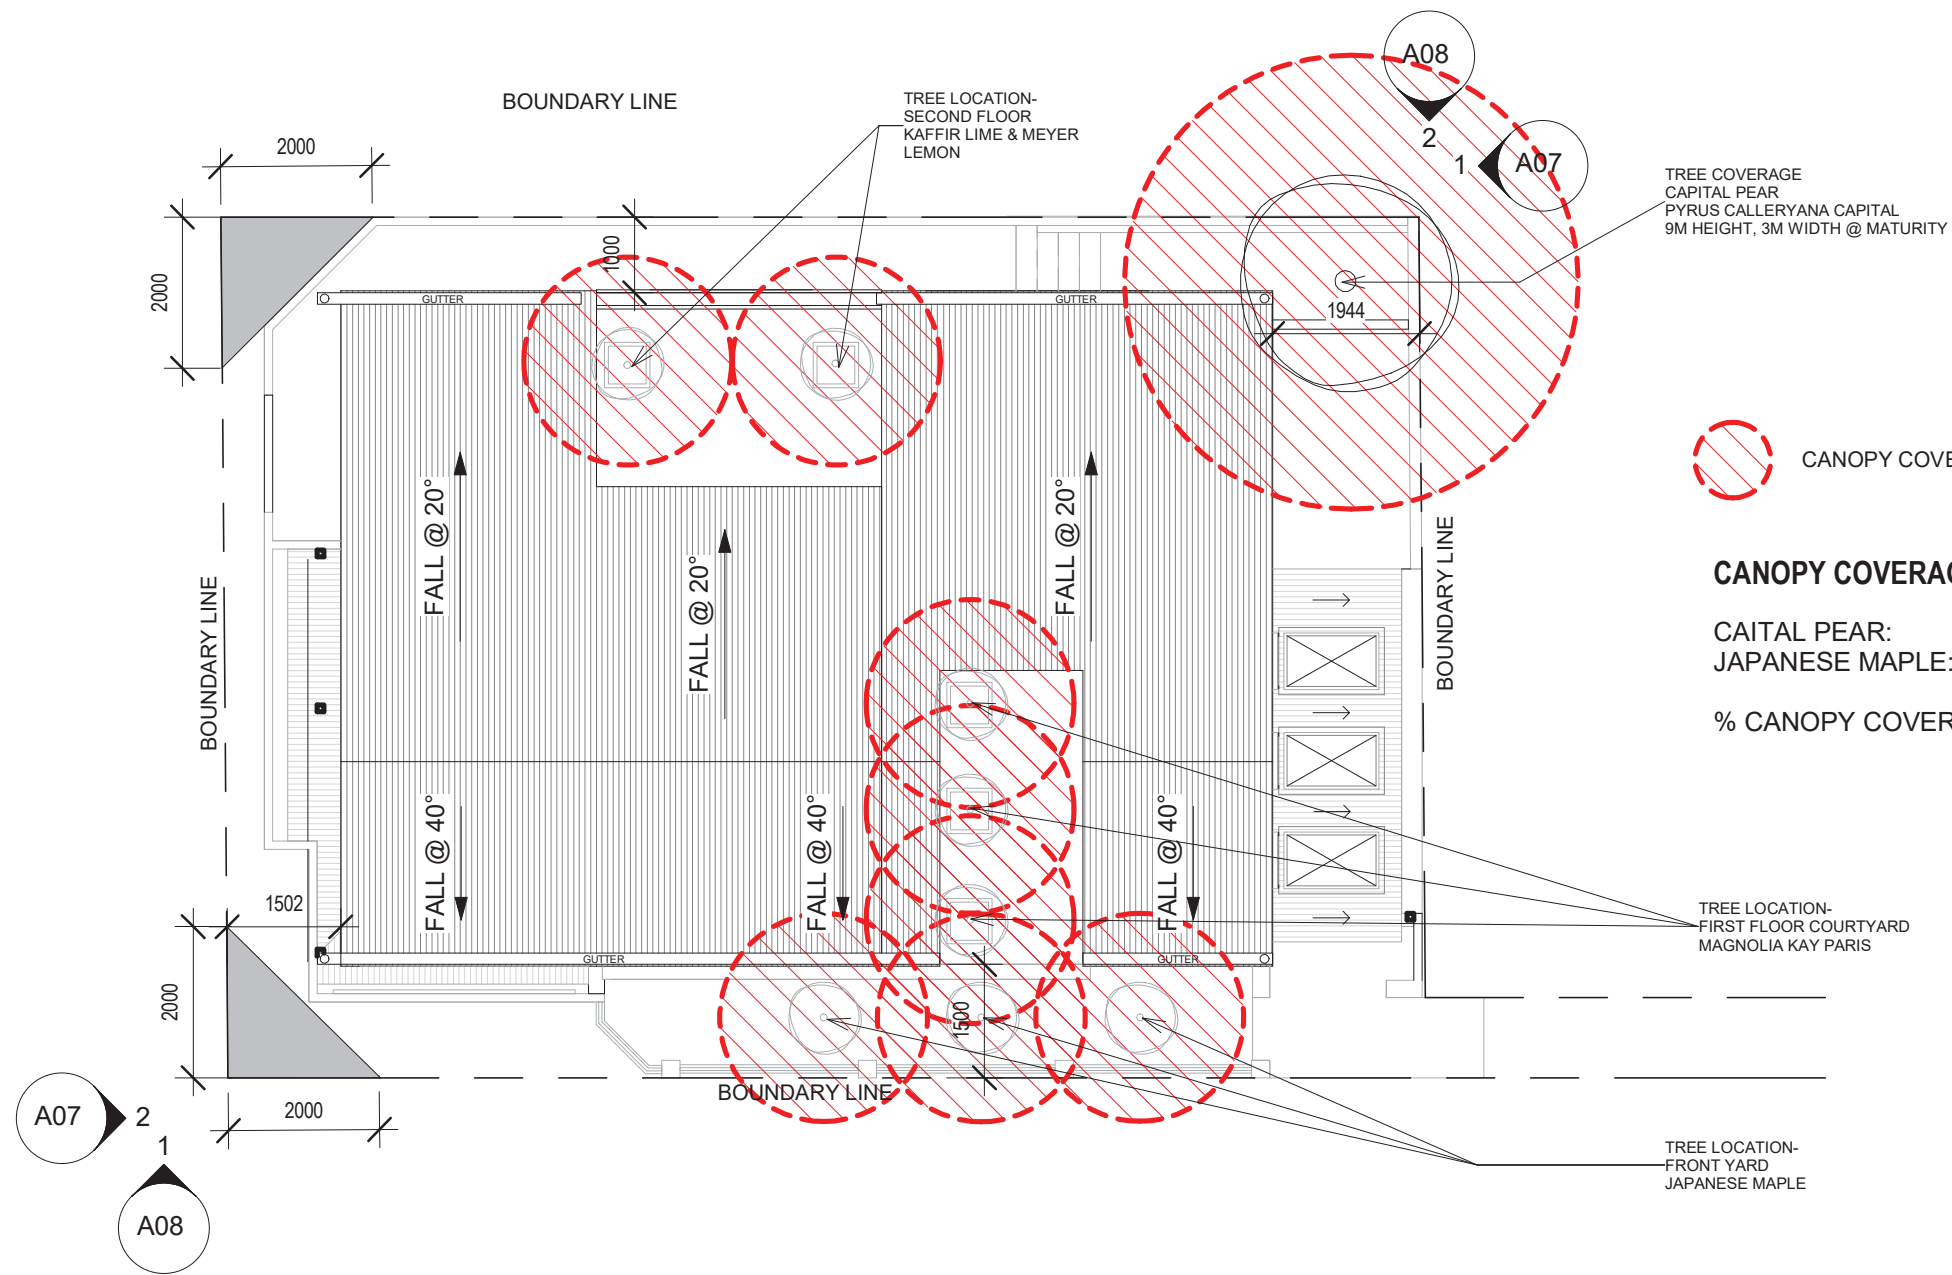 A08
2
1
A07
BOUNDARY LINE
TREE LOCATION-
SECOND FLOOR
KAFFIR LIME & MEYER
LEMON
TREE COVERAGE
CAPITAL PEAR
PYRUS CALLERYANA CAPITAL
9M HEIGHT, 3M WIDTH @ MATURITY
2000
2000
1000
GUTTER
GUTTER
1944
CANOPY COVE
FALL @ 20°
FALL @ 20°
FALL @ 20°
BOUNDARY LINE
BOUNDARY LINE
CANOPY COVERAG
CAITAL PEAR:
JAPANESE MAPLE:
% CANOPY COVER
FALL @ 40°
FALL @ 40°
FALL @ 40°
1502
TREE LOCATION-
FIRST FLOOR COURTYARD
MAGNOLIA KAY PARIS
GUTTER
GUTTER
2000
1500
BOUNDARY LINE
2000
A07
2
1
A08
TREE LOCATION-
FRONT YARD
JAPANESE MAPLE